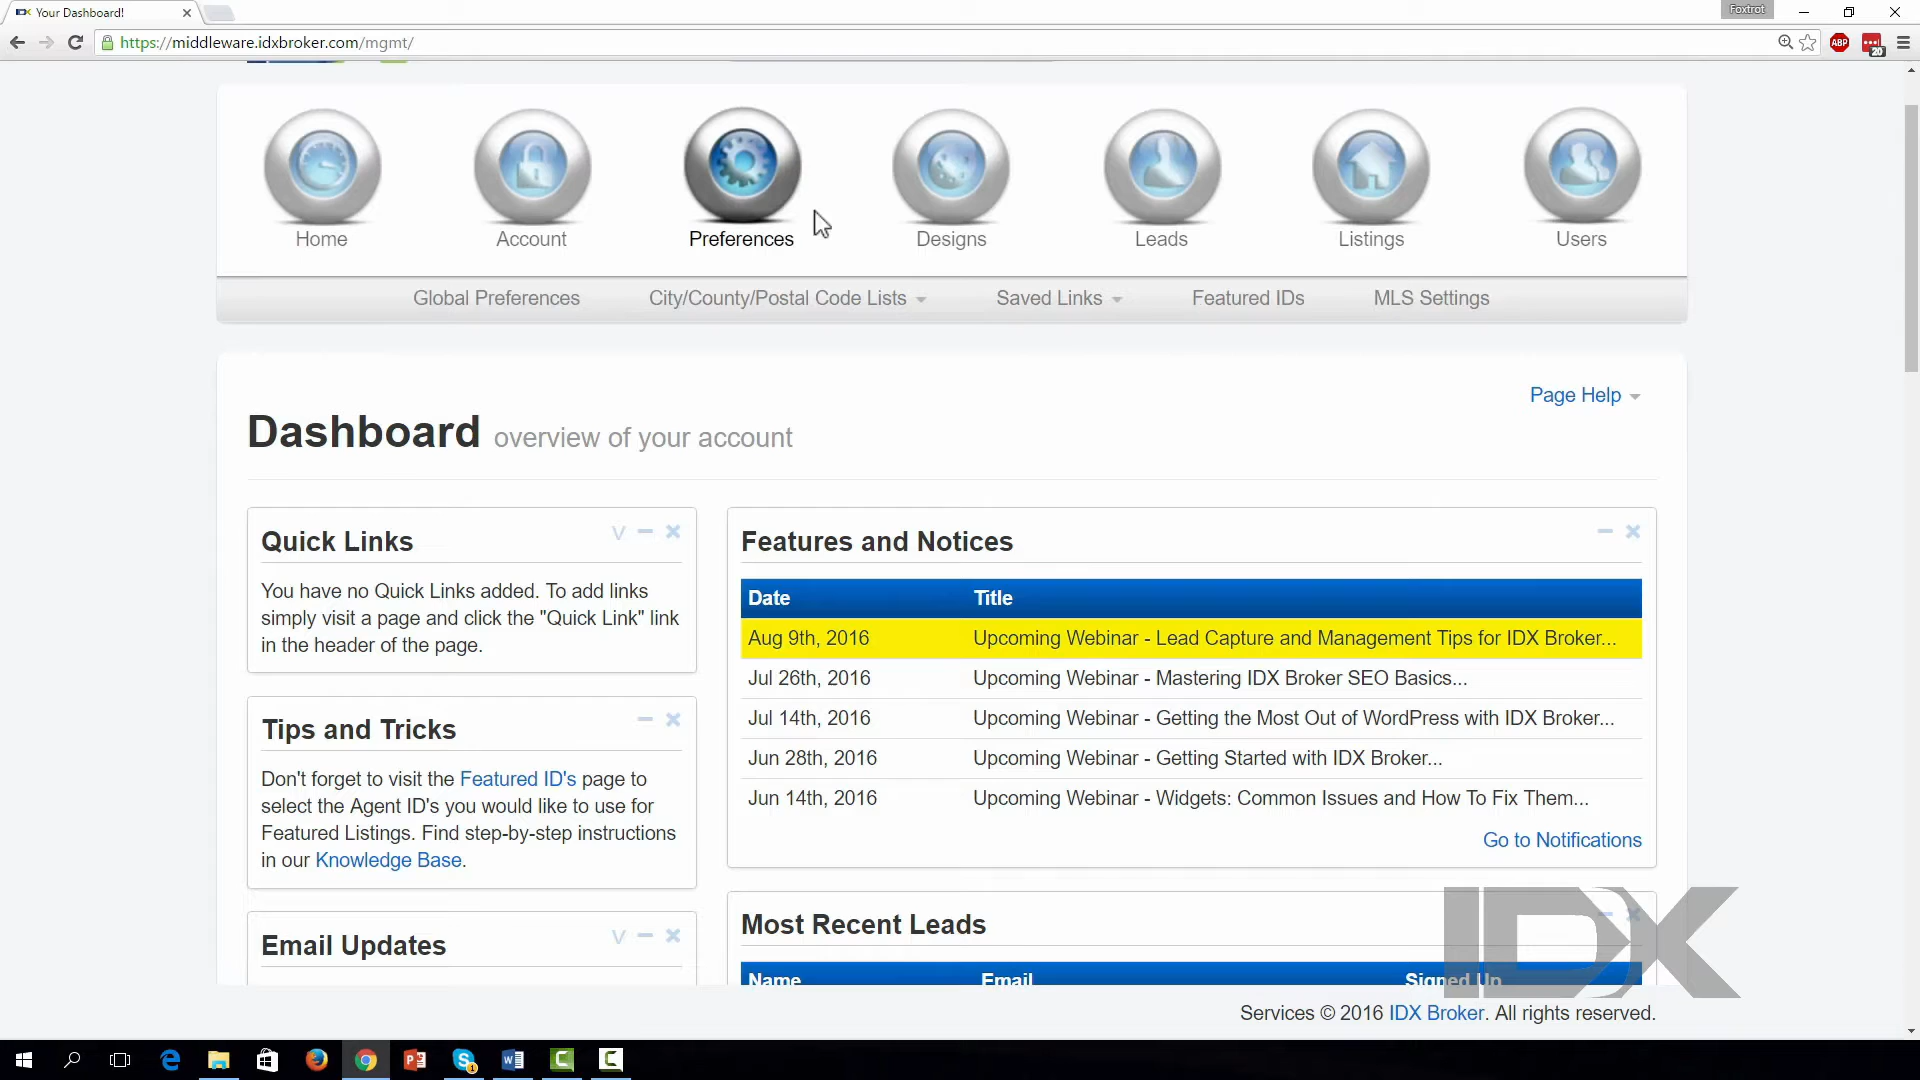 Your Dashboard!
Foxtrot
https://middleware.idxbroker.com/mgmt/
ABP
20
Home
Account
Preferences
Designs
Leads
Listings
Users
Global Preferences
City/County/Postal Code Lists
Saved Links
Featured IDs
MLS Settings
Page Help
Dashboard overview of your account
Quick Links
V
You have no Quick Links added. To add links
simply visit a page and click the "Quick Link" link
in the header of the page.
Tips and Tricks
Don't forget to visit the Featured ID's page to
select the Agent ID's you would like to use for
Featured Listings. Find step-by-step instructions
in our Knowledge Base.
Email Updates
V
Features and Notices
Date Title
Aug 9th, 2016 Upcoming Webinar - Lead Capture and Management Tips for IDX Broker...
Jul 26th, 2016 Upcoming Webinar - Mastering IDX Broker SEO Basics...
Jul 14th, 2016 Upcoming Webinar - Getting the Most Out of WordPress with IDX Broker...
Jun 28th, 2016 Upcoming Webinar - Getting Started with IDX Broker...
Jun 14th, 2016 Upcoming Webinar - Widgets: Common Issues and How To Fix Them...
Go to Notifications
Most Recent Leads
Name Email Signed Up
IDX
Services © 2016 IDX Broker. All rights reserved.